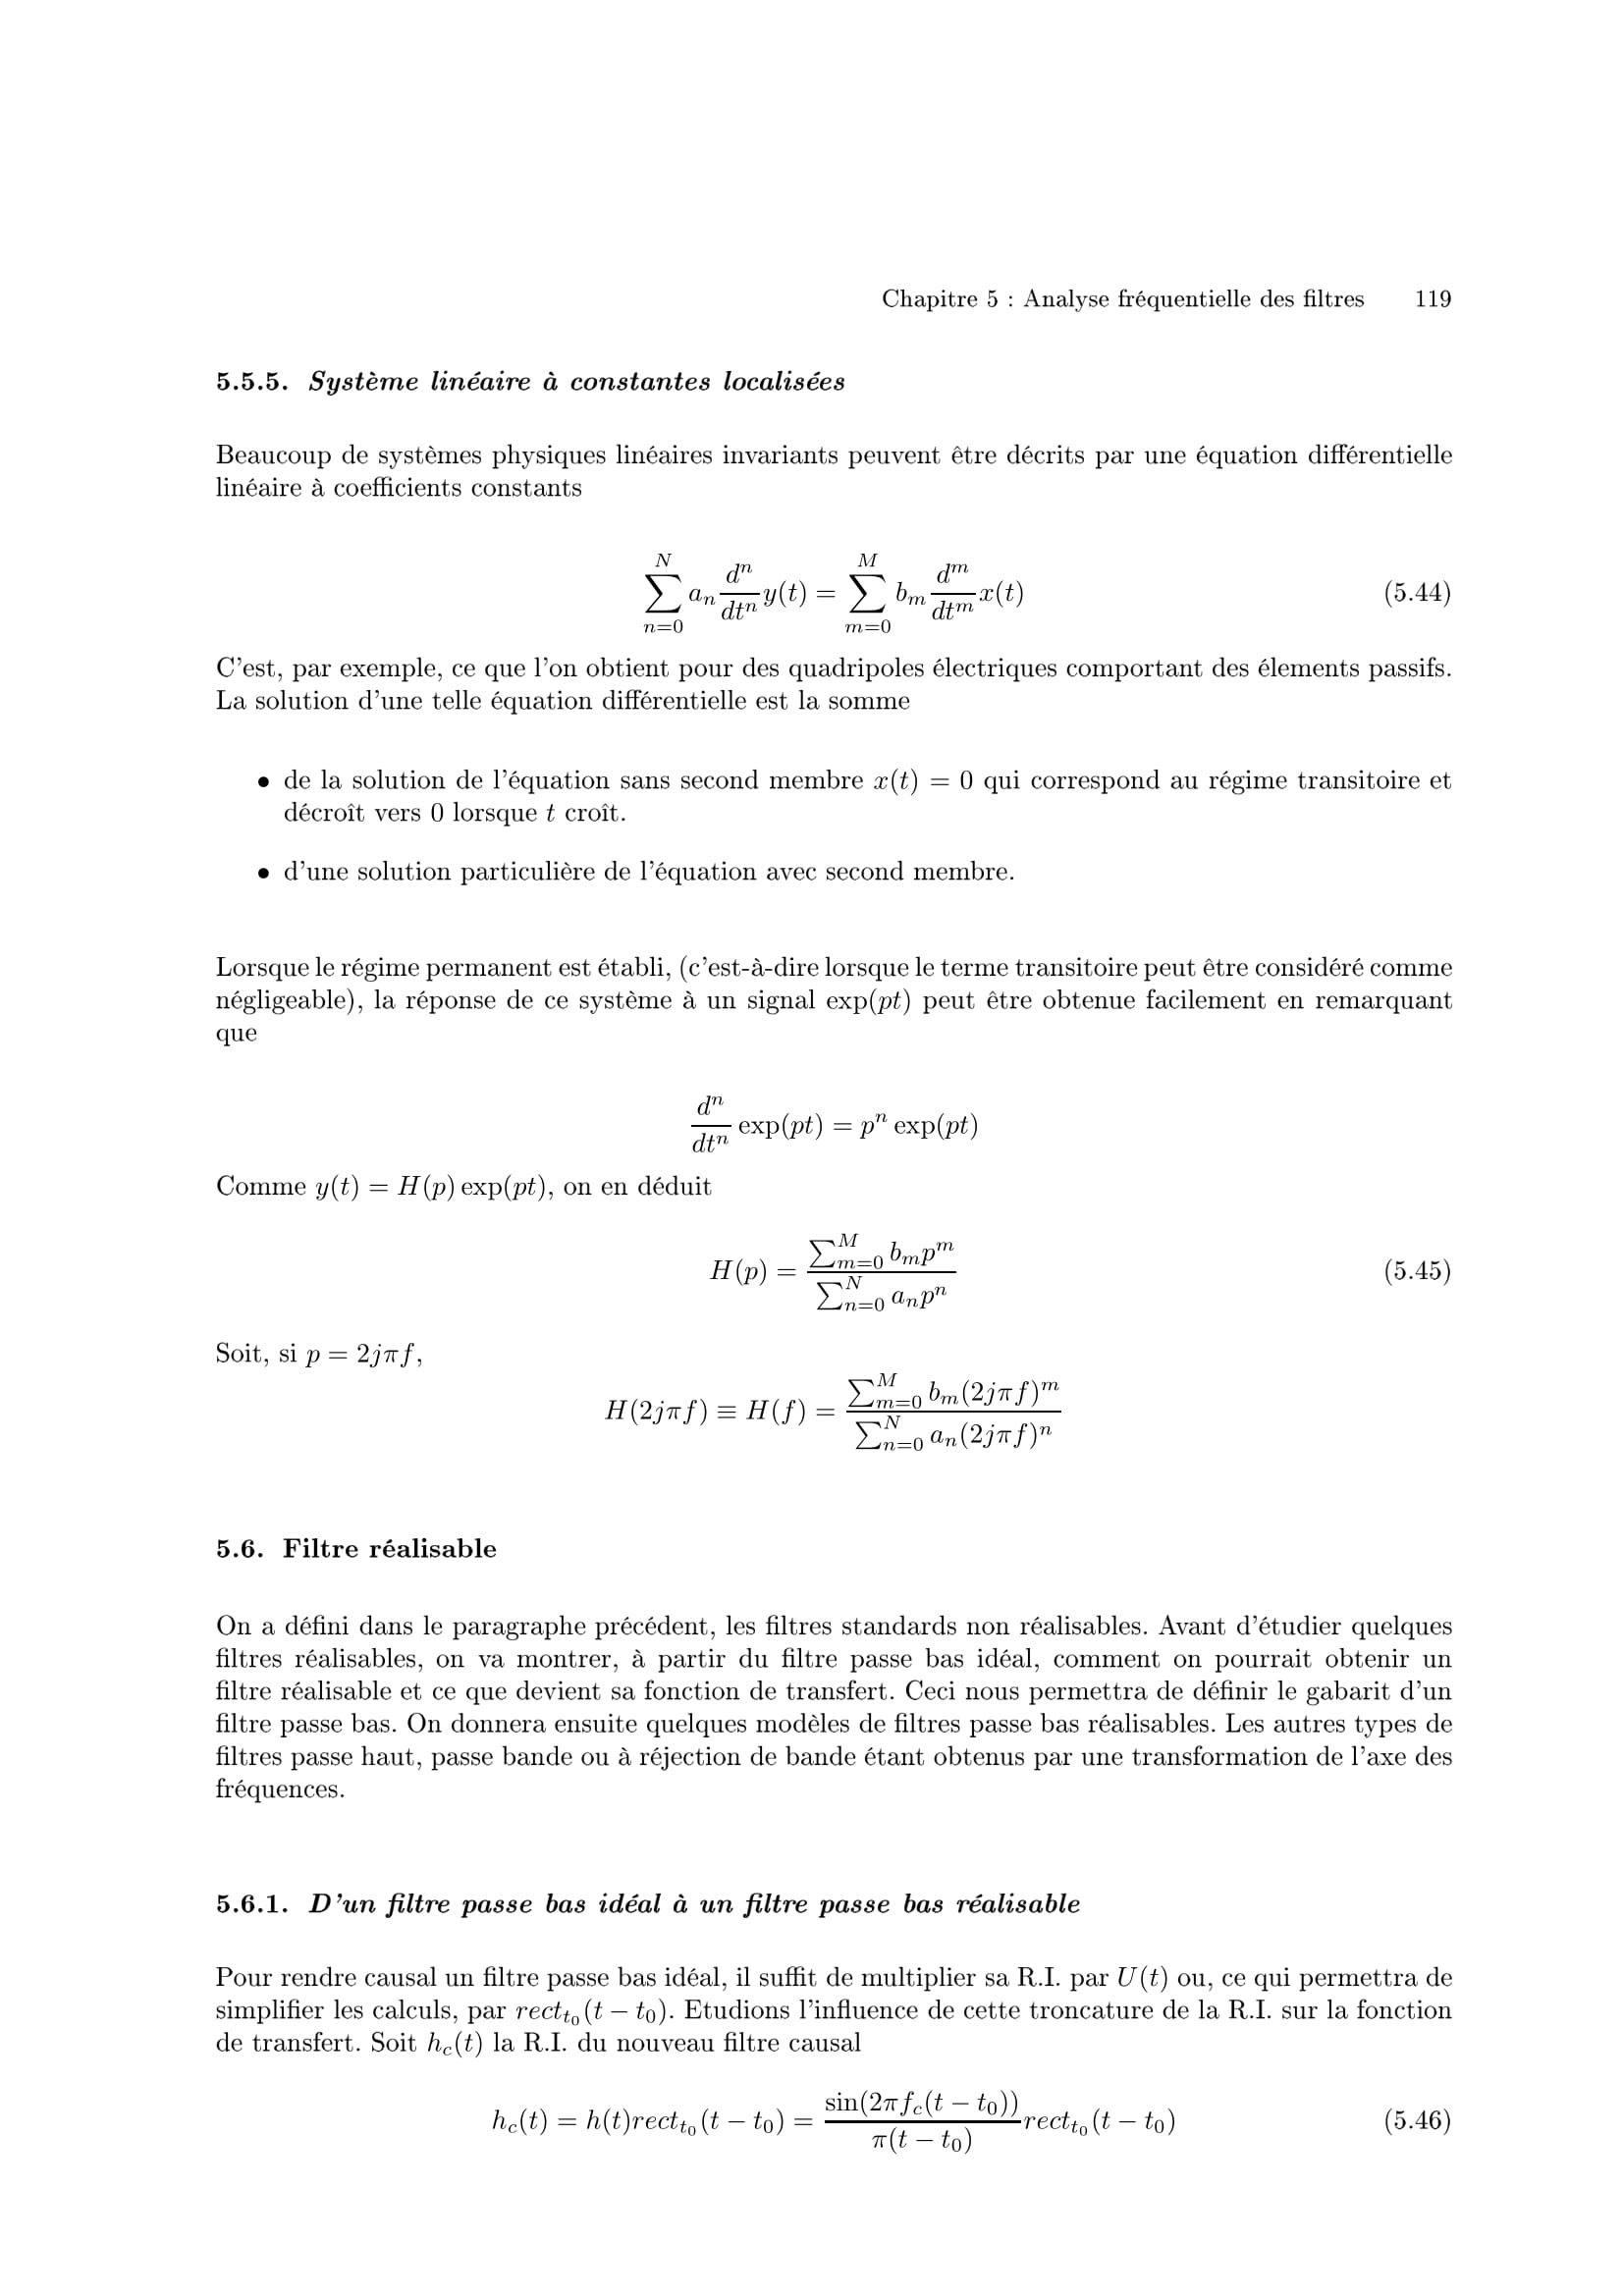 Chapitre 5 : Analyse fréquentielle des filtres 119
5.5.5. Système linéaire à constantes localisées
Beaucoup de systèmes physiques linéaires invariants peuvent être décrits par une équation différentielle
linéaire à coefficients constants
$$\sum_{n=0}^{N} a_n \frac{d^n}{dt^n} y(t) = \sum_{m=0}^{M} b_m \frac{d^m}{dt^m} x(t)$$ (5.44)
C'est, par exemple, ce que l'on obtient pour des quadripoles électriques comportant des élements passifs.
La solution d'une telle équation différentielle est la somme
• de la solution de l'équation sans second membre $x(t) = 0$ qui correspond au régime transitoire et
décroît vers 0 lorsque $t$ croît.
• d'une solution particulière de l'équation avec second membre.
Lorsque le régime permanent est établi, (c'est-à-dire lorsque le terme transitoire peut être considéré comme
négligeable), la réponse de ce système à un signal $\exp(pt)$ peut être obtenue facilement en remarquant
que
$$\frac{d^n}{dt^n} \exp(pt) = p^n \exp(pt)$$
Comme $y(t) = H(p) \exp(pt)$, on en déduit
$$H(p) = \frac{\sum_{m=0}^{M} b_m p^m}{\sum_{n=0}^{N} a_n p^n}$$ (5.45)
Soit, si $p = 2j\pi f$,
$$H(2j\pi f) \equiv H(f) = \frac{\sum_{m=0}^{M} b_m (2j\pi f)^m}{\sum_{n=0}^{N} a_n (2j\pi f)^n}$$
5.6. Filtre réalisable
On a défini dans le paragraphe précédent, les filtres standards non réalisables. Avant d'étudier quelques
filtres réalisables, on va montrer, à partir du filtre passe bas idéal, comment on pourrait obtenir un
filtre réalisable et ce que devient sa fonction de transfert. Ceci nous permettra de définir le gabarit d'un
filtre passe bas. On donnera ensuite quelques modèles de filtres passe bas réalisables. Les autres types de
filtres passe haut, passe bande ou à réjection de bande étant obtenus par une transformation de l'axe des
fréquences.
5.6.1. D'un filtre passe bas idéal à un filtre passe bas réalisable
Pour rendre causal un filtre passe bas idéal, il suffit de multiplier sa R.I. par $U(t)$ ou, ce qui permettra de
simplifier les calculs, par $rect_{t_0}(t - t_0)$. Etudions l'influence de cette troncature de la R.I. sur la fonction
de transfert. Soit $h_c(t)$ la R.I. du nouveau filtre causal
$$h_c(t) = h(t) rect_{t_0}(t - t_0) = \frac{\sin(2\pi f_c(t - t_0))}{\pi(t - t_0)} rect_{t_0}(t - t_0)$$ (5.46)